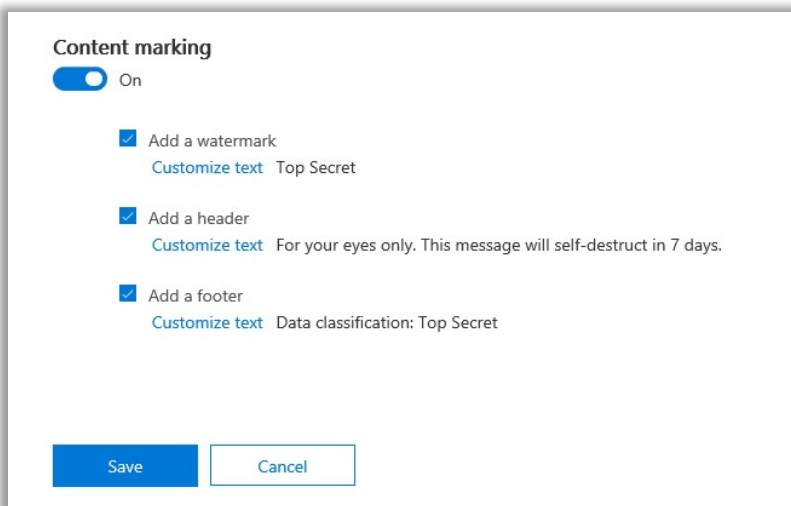 Content marking
On
Add a watermark
Customize text Top Secret
Add a header
Customize text For your eyes only. This message will self-destruct in 7 days.
Add a footer
Customize text Data classification: Top Secret
Save Cancel